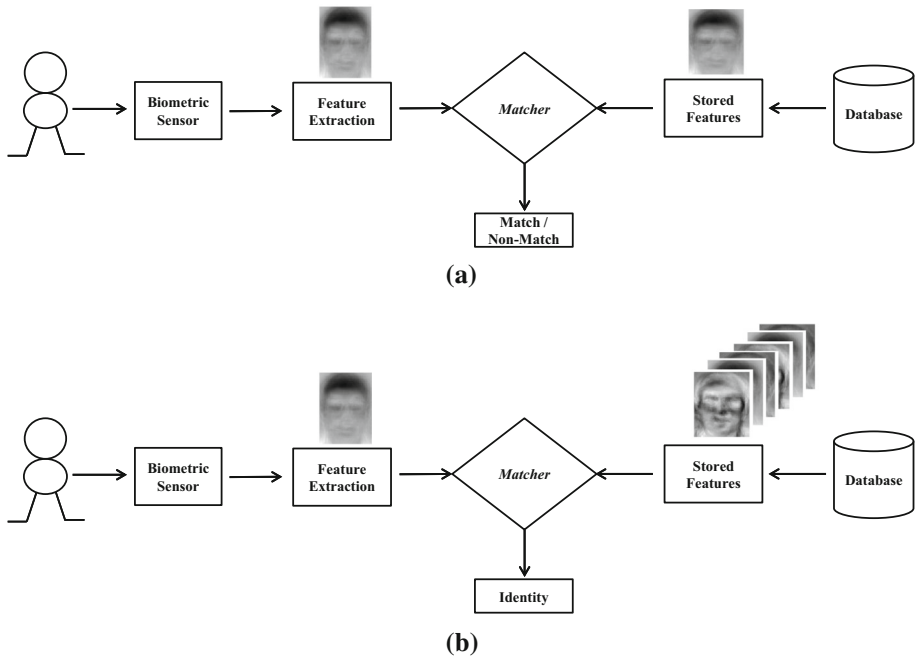 Biometric
Sensor
Feature
Extraction
Matcher
Stored
Features
Database
Match /
Non-Match
(a)
Biometric
Sensor
Feature
Extraction
Matcher
Stored
Features
Database
Identity
(b)